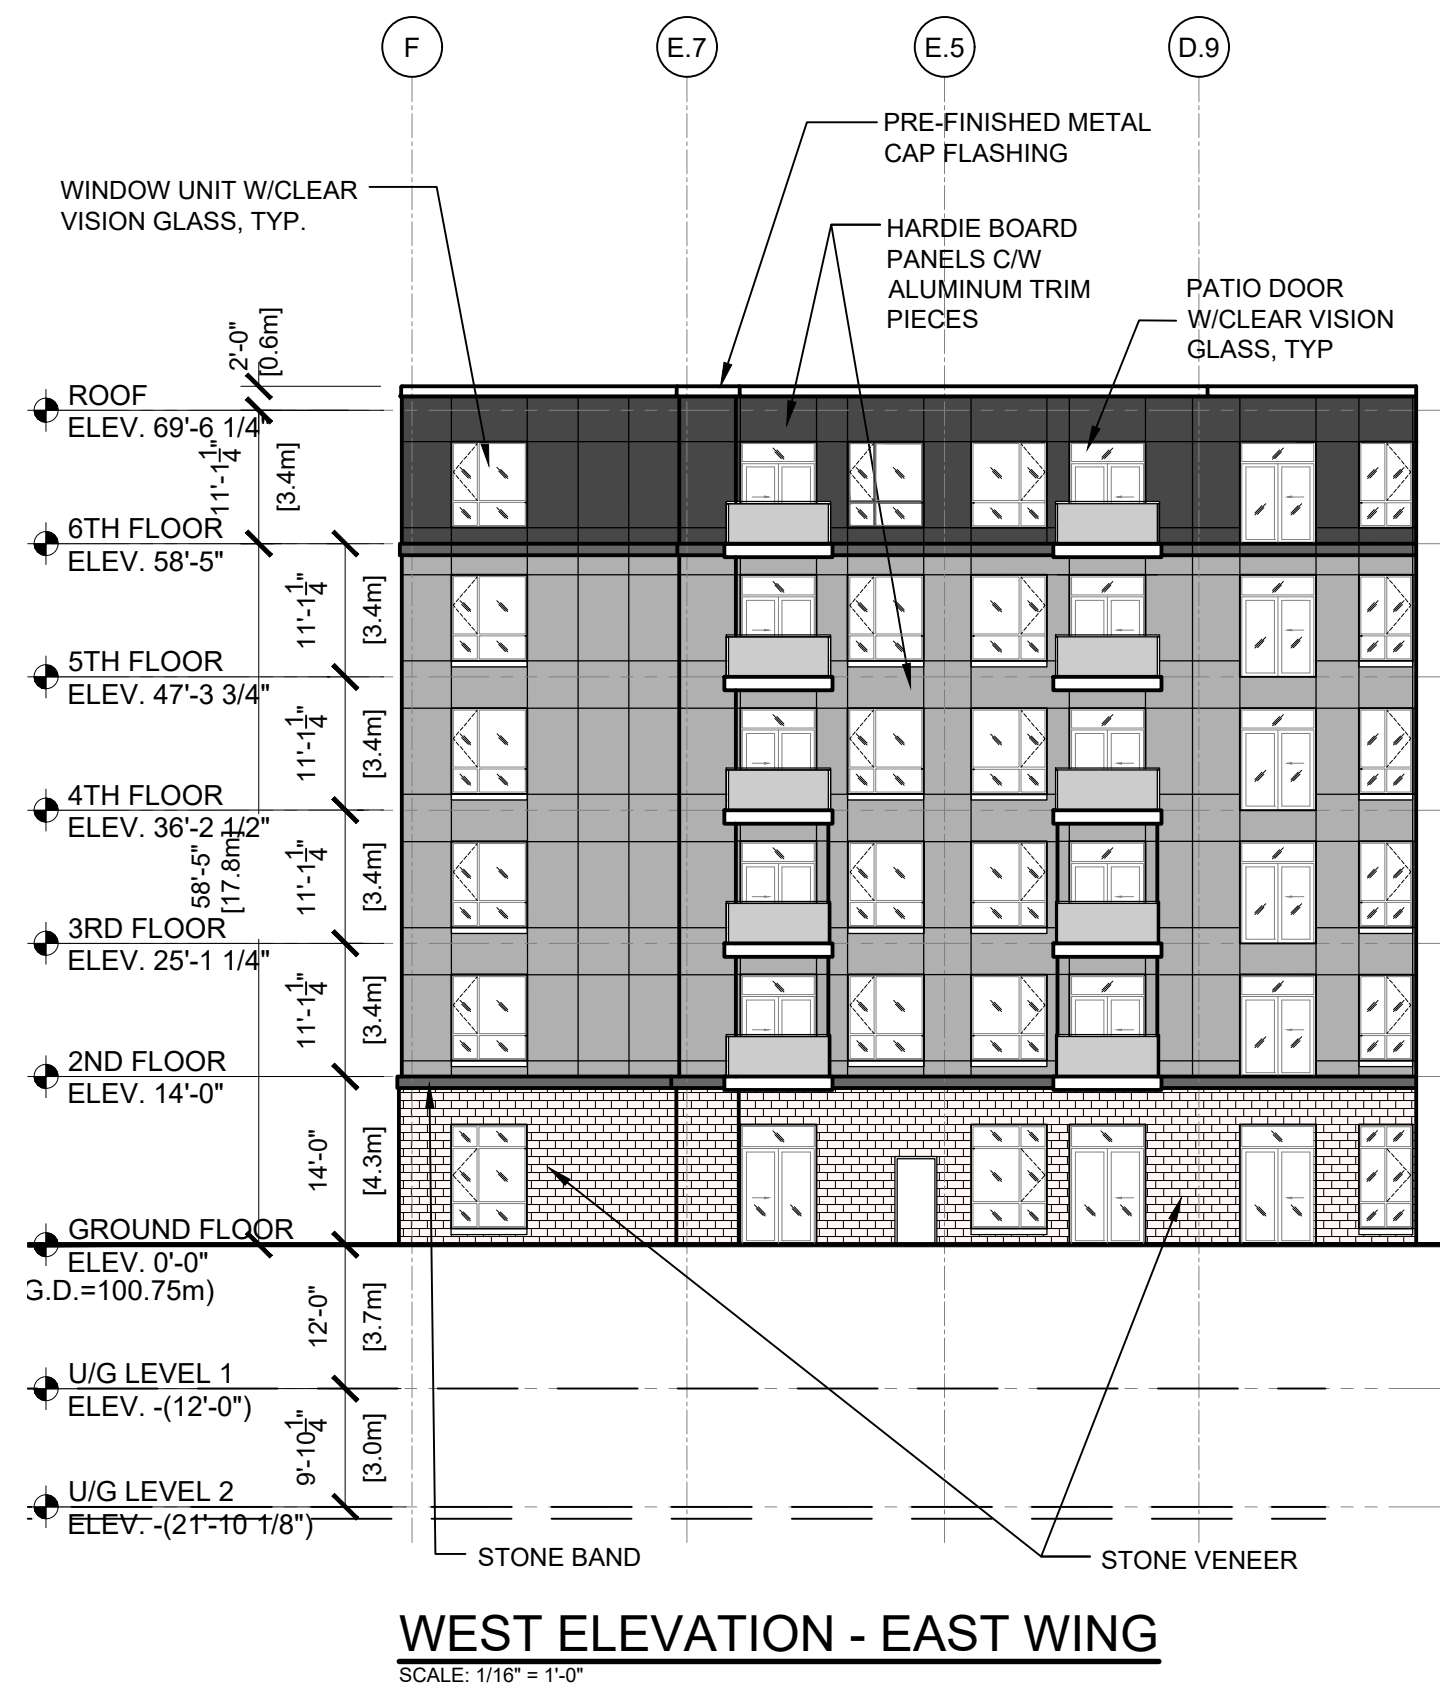 F
E.7
E.5
D.9
PRE-FINISHED METAL
CAP FLASHING
WINDOW UNIT W/CLEAR
VISION GLASS, TYP.
HARDIE BOARD
PANELS C/W
ALUMINUM TRIM
PIECES
PATIO DOOR
W/CLEAR VISION
GLASS, TYP
2'-0"
[0.6m]
ROOF
ELEV. 69'-6 1/4"
11'-1 1/4"
[3.4m]
6TH FLOOR
ELEV. 58'-5"
11'-1 1/4"
[3.4m]
5TH FLOOR
ELEV. 47'-3 3/4"
11'-1 1/4"
[3.4m]
4TH FLOOR
ELEV. 36'-2 1/2"
58'-5"
[17.8m]
11'-1 1/4"
[3.4m]
3RD FLOOR
ELEV. 25'-1 1/4"
11'-1 1/4"
[3.4m]
2ND FLOOR
ELEV. 14'-0"
14'-0"
[4.3m]
GROUND FLOOR
ELEV. 0'-0"
G.D.=100.75m)
12'-0"
[3.7m]
U/G LEVEL 1
ELEV. -(12'-0")
9'-10 1/4"
[3.0m]
U/G LEVEL 2
ELEV. -(21'-10 1/8")
STONE BAND
STONE VENEER
WEST ELEVATION - EAST WING
SCALE: 1/16" = 1'-0"